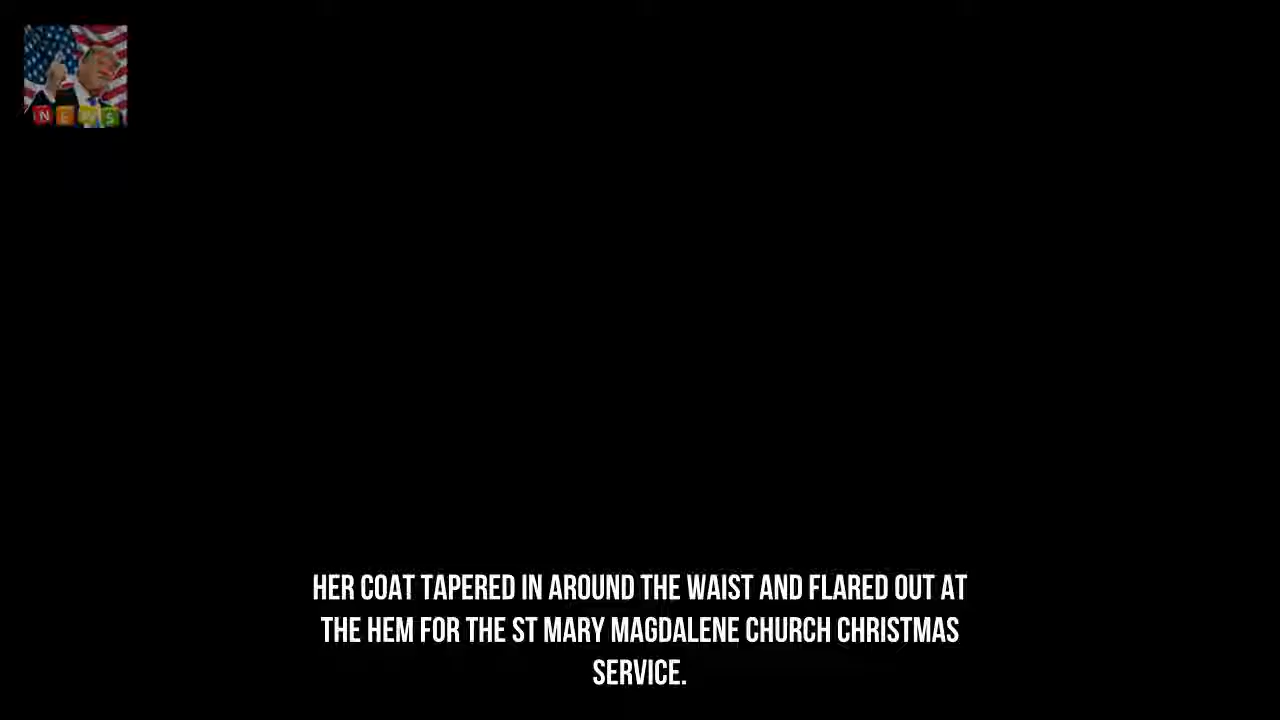 NEWS
HER COAT TAPERED IN AROUND THE WAIST AND FLARED OUT AT
THE HEM FOR THE ST MARY MAGDALENE CHURCH CHRISTMAS
SERVICE.